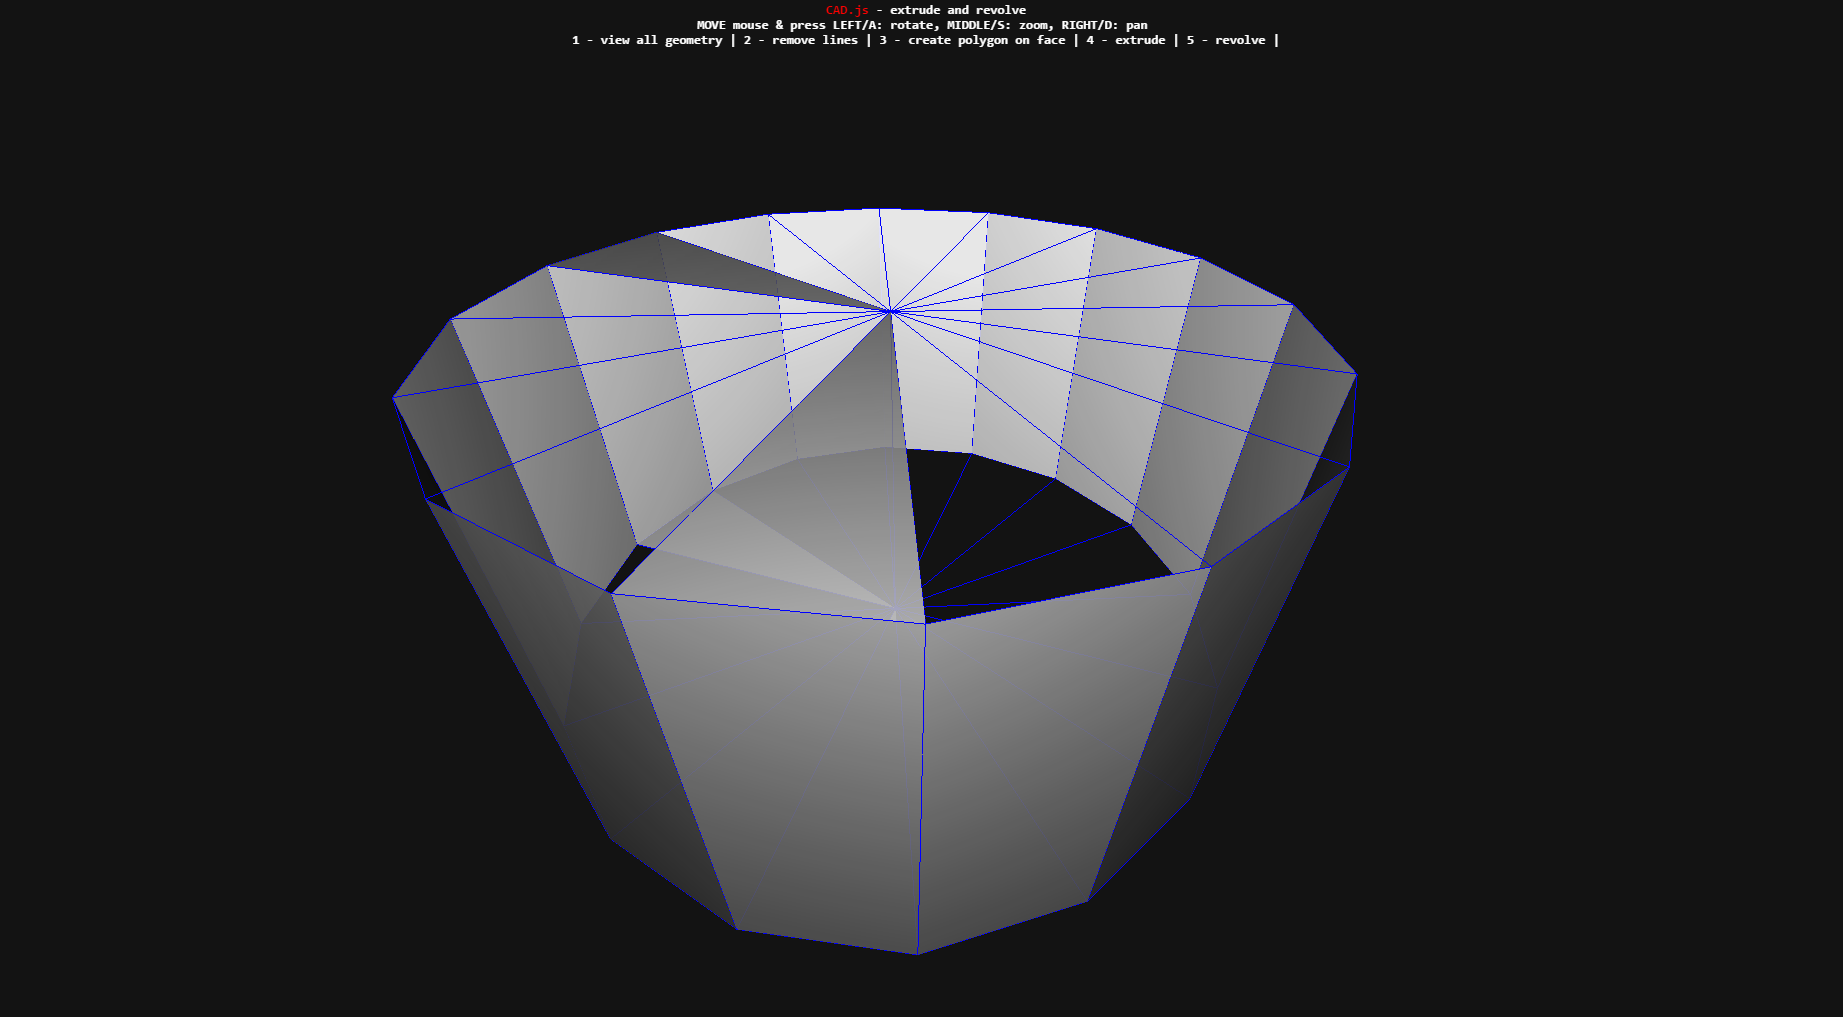 CAD.js - extrude and revolve
MOVE mouse & press LEFT/A: rotate, MIDDLE/S: zoom, RIGHT/D: pan
1 - view all geometry | 2 - remove lines | 3 - create polygon on face | 4 - extrude | 5 - revolve |